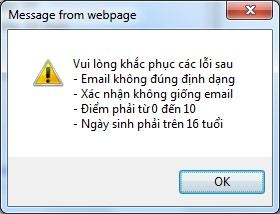 Message from webpage
Vui lòng khắc phục các lỗi sau
- Email không đúng định dạng
- Xác nhận không giống email
- Điểm phải từ 0 đến 10
- Ngày sinh phải trên 16 tuổi
OK